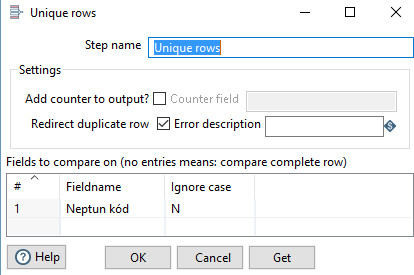 Unique rows
Step name Unique rows
Settings
Add counter to output? Counter field
Redirect duplicate row Error description
Fields to compare on (no entries means: compare complete row)
# Fieldname Ignore case
1 Neptun kód N
Help OK Cancel Get